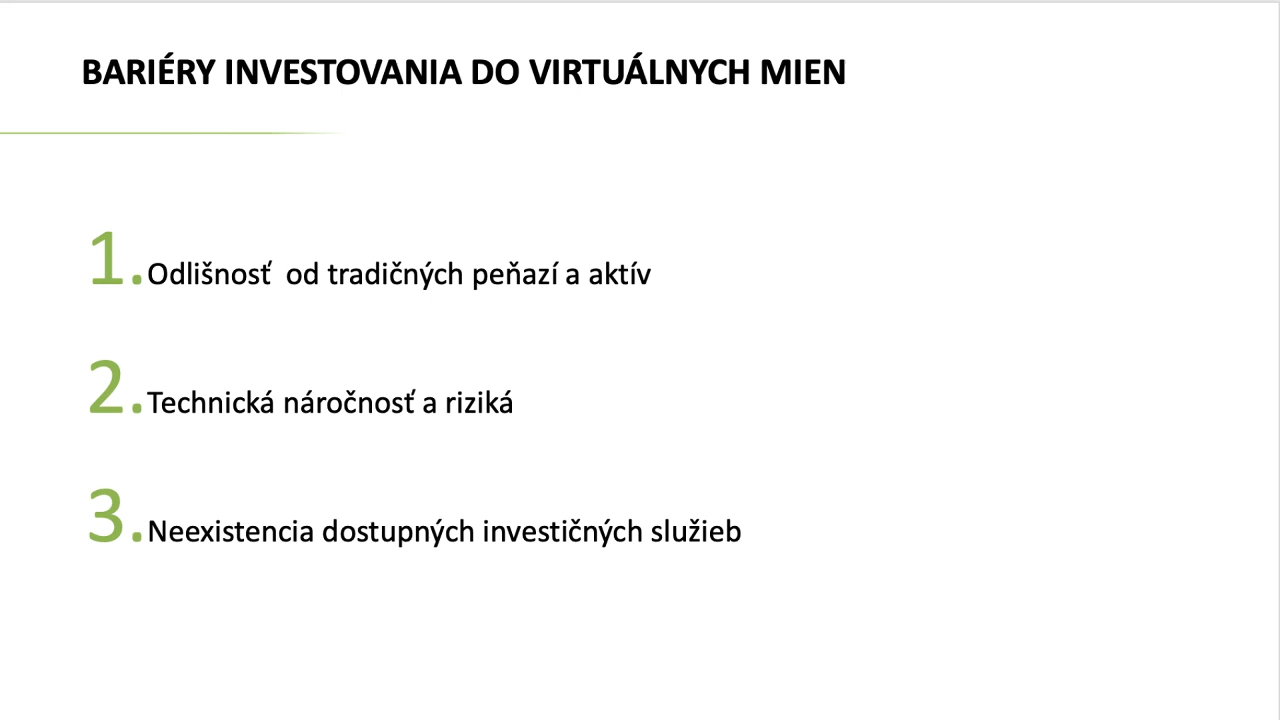 BARIÉRY INVESTOVANIA DO VIRTUÁLNYCH MIEN
1. Odlišnosť  od tradičných peňazí a aktív
2. Technická náročnosť a riziká
3. Neexistencia dostupných investičných služieb